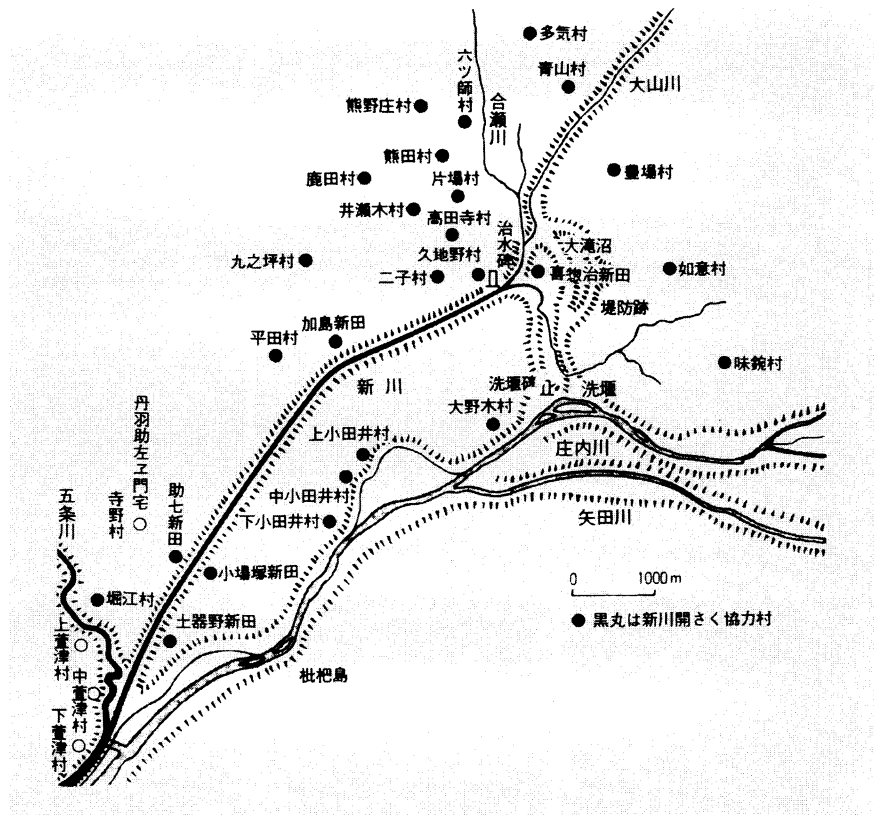 多気村
青山村
大山川
六ツ師村
合瀬川
熊野庄村
熊田村
鹿田村
片場村
豊場村
井瀬木村
高田寺村
治水碑
大滝沼
九之坪村
久地野村
二子村
喜惣治新田
如意村
堤防跡
加島新田
平田村
新川
洗堰碑
洗堰
味鋺村
大野木村
丹羽助左ヱ門宅
上小田井村
庄内川
中小田井村
五条川
寺野村
助七新田
下小田井村
矢田川
小場塚新田
0 1000m
堀江村
黒丸は新川開さく協力村
土器野新田
上萱津村
中萱津村
枇杷島
下萱津村